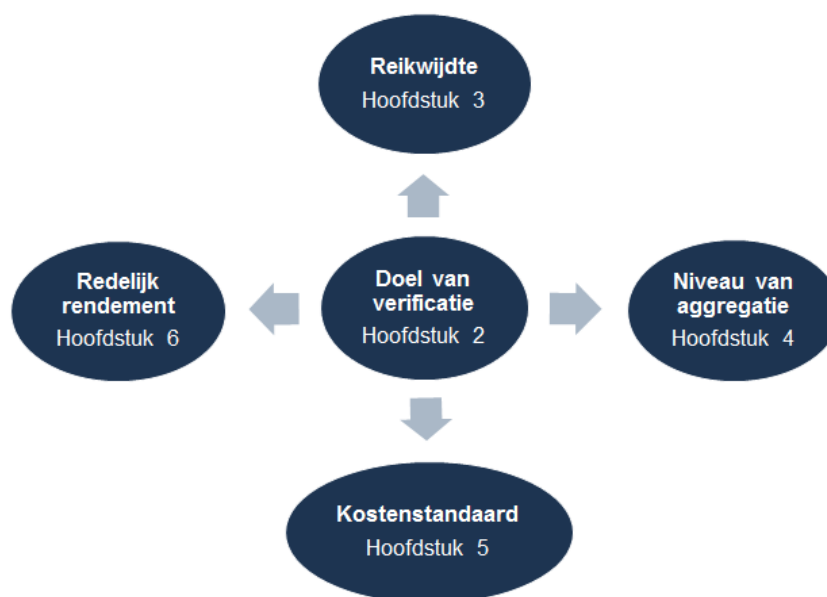 Reikwijdte
Hoofdstuk 3
Redelijk
rendement
Hoofdstuk 6
Doel van
verificatie
Hoofdstuk 2
Niveau van
aggregatie
Hoofdstuk 4
Kostenstandaard
Hoofdstuk 5